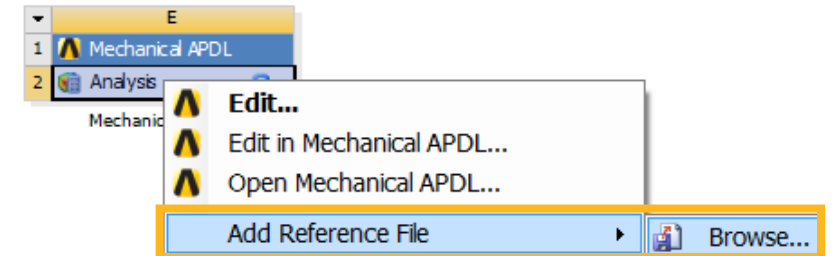 E
1 Mechanical APDL
2 Analysis
Mechanic
Edit...
Edit in Mechanical APDL...
Open Mechanical APDL...
Add Reference File
Browse...